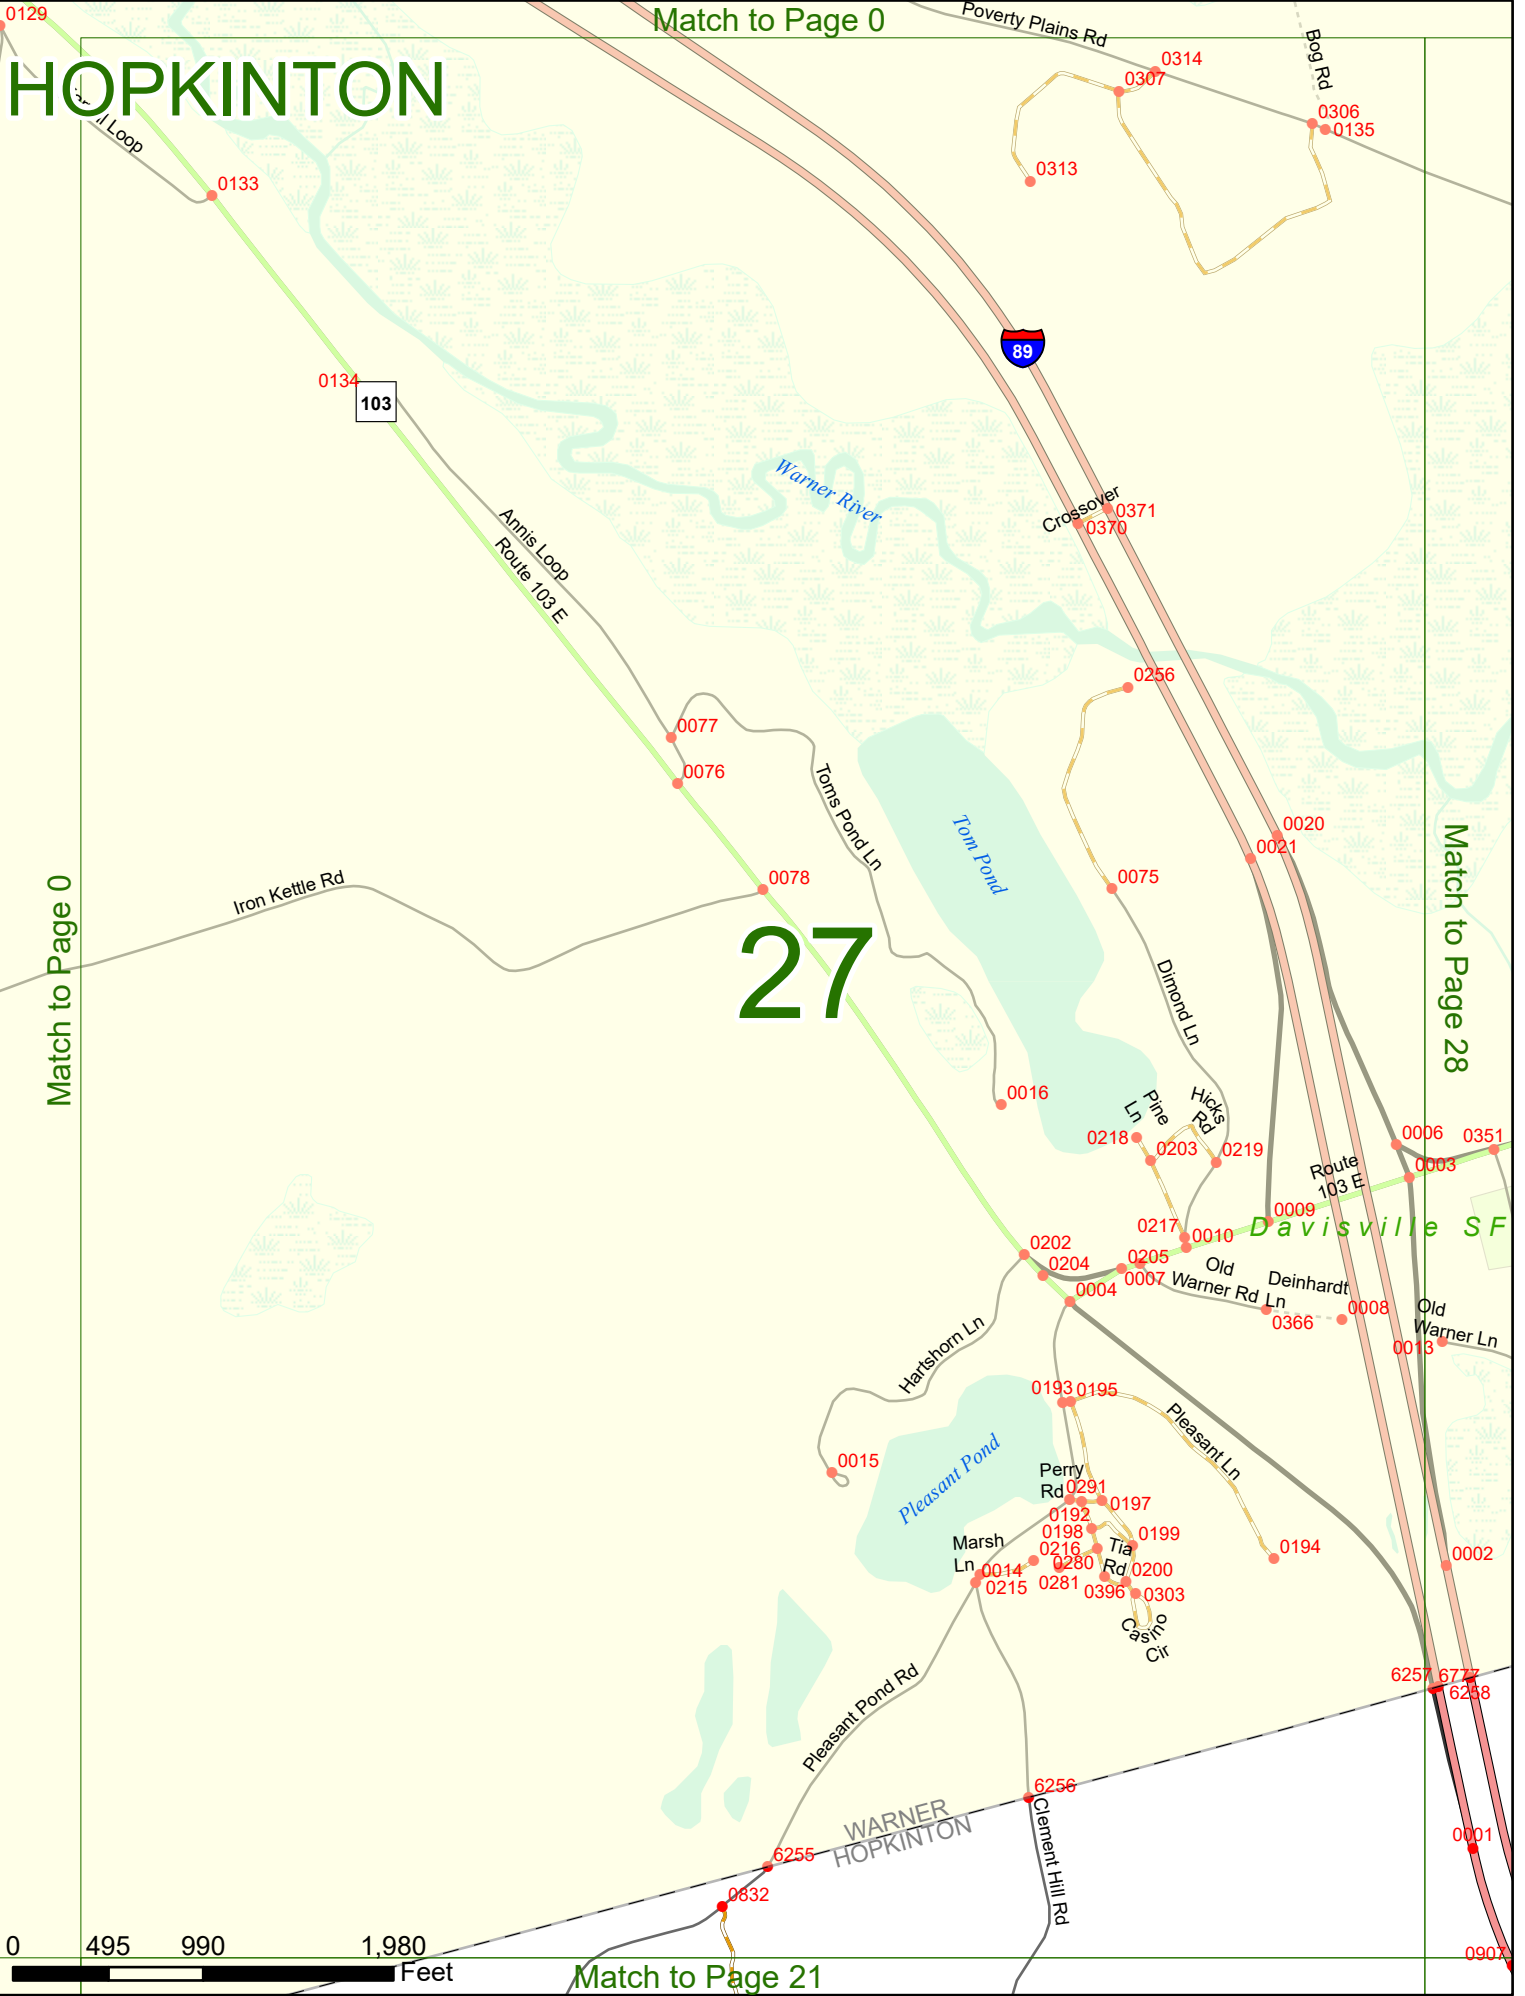 0129
Match to Page 0
Poverty Plains Rd
Bog Rd
HOPKINTON
Loop
0314
0307
0306
0135
0313
0133
89
0134
103
Warner River
Crossover
0371
0370
Annis Loop
Route 103 E
0256
0077
0076
Toms Pond Ln
Tom Pond
0020
0021
Match to Page 28
Match to Page 0
Iron Kettle Rd
0078
0075
27
Dimond Ln
0016
Pine
Ln
Hicks
Rd
0218
0203
0219
0006
0351
0003
Route
103 E
0009
Davisville SF
0217
0010
0202
0205
0204
0007
0004
Old
Warner Rd
Deinhardt
Ln
0366
0008
Old
Warner Ln
0013
Hartshorn Ln
0193
0195
Pleasant Ln
0015
Pleasant Pond
Perry
Rd
0291
0197
0192
0198
0199
Marsh
Ln
0216
Tia
Rd
0194
0002
0014
0280
0200
0215
0281
0396
0303
Casino
Cir
Pleasant Pond Rd
6257
6777
6258
6256
WARNER
HOPKINTON
Clement Hill Rd
0001
6255
0832
0
495
990
1,980
Feet
Match to Page 21
0907